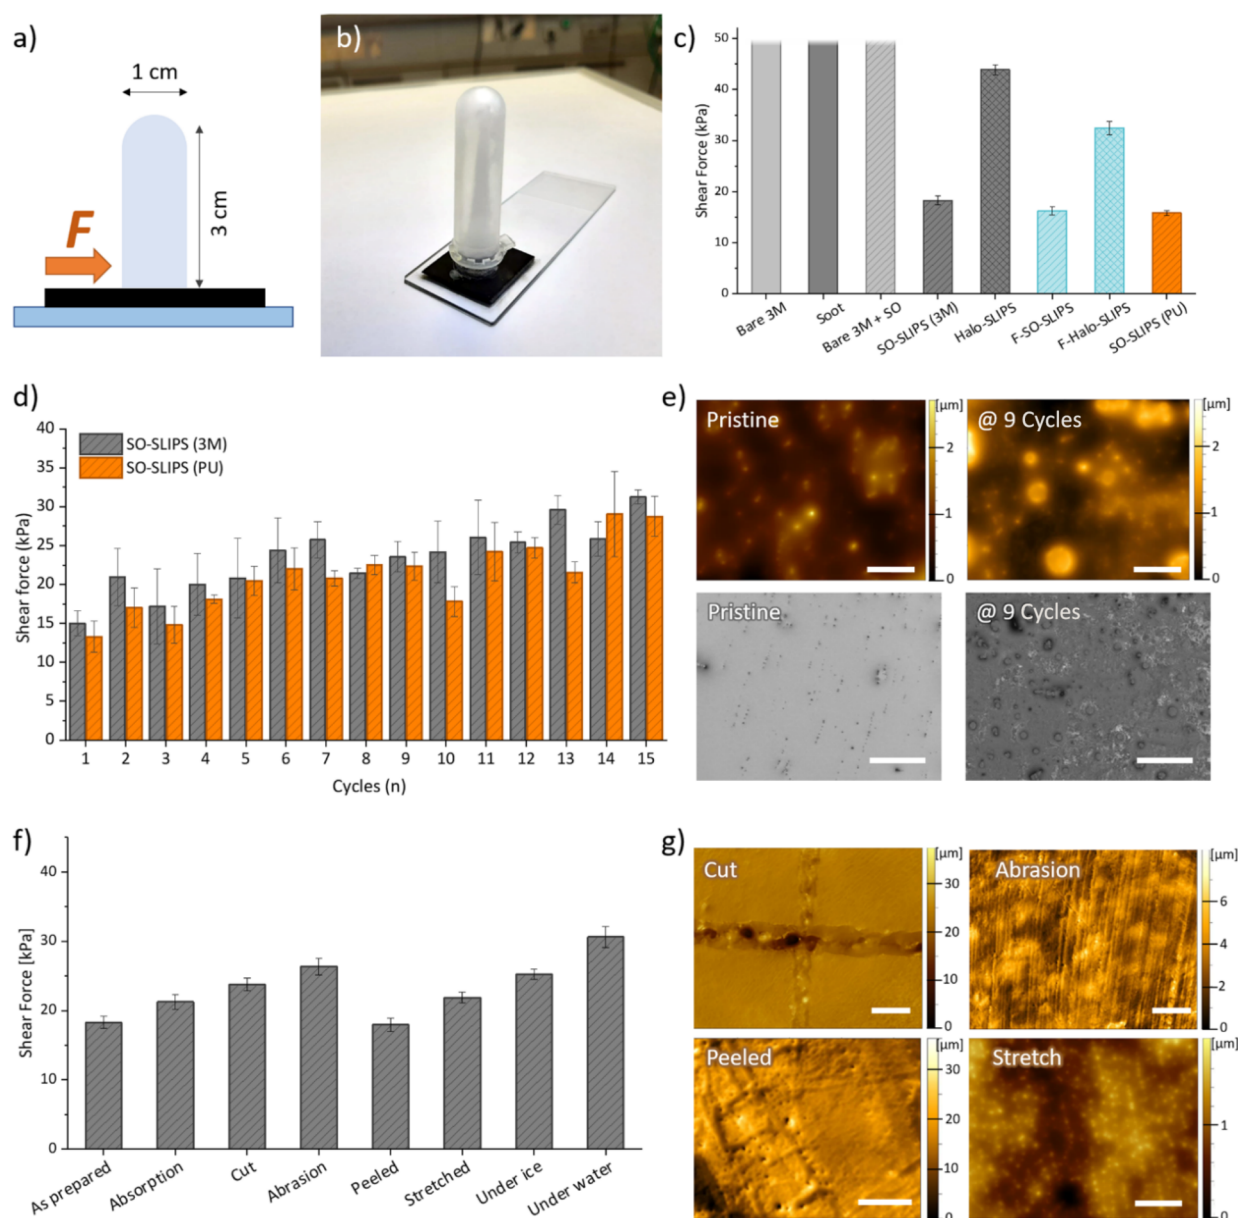 a)
1 cm
3 cm
F
b)
c)
Shear Force (kPa)
50
40
30
20
10
0
Bare 3M
Soot
Bare 3M + SO
SO-SLIPS (3M)
Halo-SLIPS
F-SO-SLIPS
F-Halo-SLIPS
SO-SLIPS (PU)
d)
Shear force (kPa)
40
35
30
25
20
15
10
5
0
SO-SLIPS (3M)
SO-SLIPS (PU)
1 2 3 4 5 6 7 8 9 10 11 12 13 14 15
Cycles (n)
e)
Pristine
[µm]
2
1
0
@ 9 Cycles
[µm]
2
1
0
Pristine
@ 9 Cycles
f)
Shear Force [kPa]
40
30
20
10
0
As prepared
Absorption
Cut
Abrasion
Peeled
Stretched
Under ice
Under water
g)
Cut
[µm]
30
20
10
0
Abrasion
[µm]
6
4
2
0
Peeled
[µm]
30
20
10
0
Stretch
[µm]
1
0